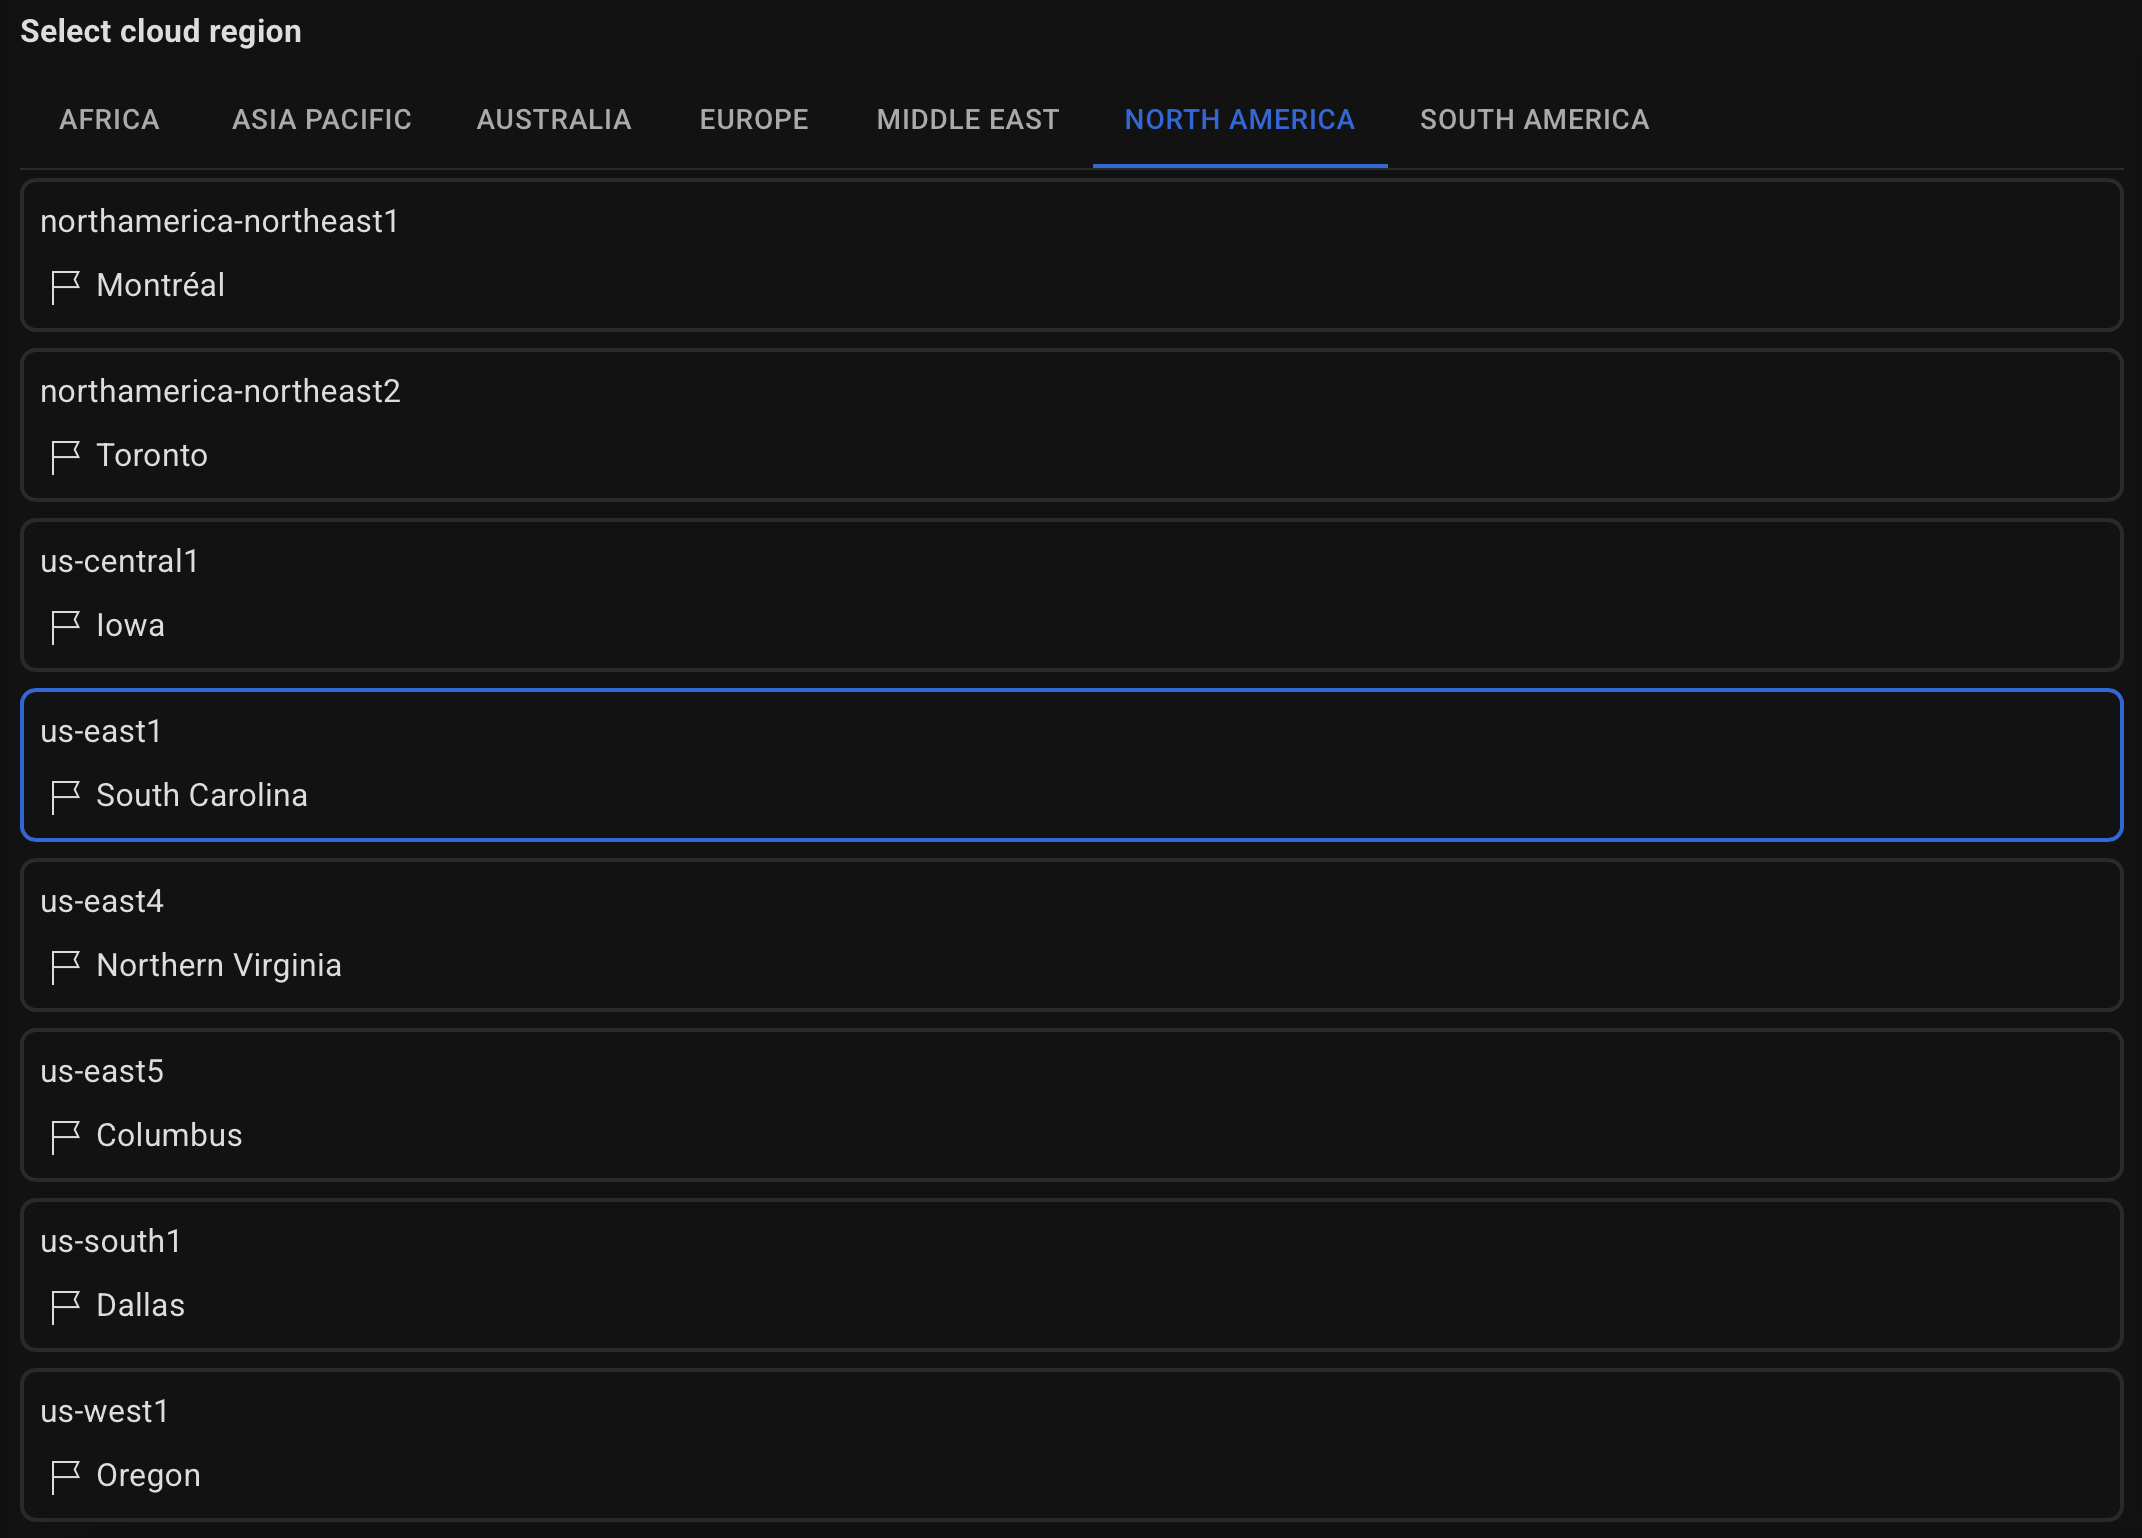 Select cloud region
AFRICA ASIA PACIFIC AUSTRALIA EUROPE MIDDLE EAST NORTH AMERICA SOUTH AMERICA
northamerica-northeast1
Montréal
northamerica-northeast2
Toronto
us-central1
Iowa
us-east1
South Carolina
us-east4
Northern Virginia
us-east5
Columbus
us-south1
Dallas
us-west1
Oregon